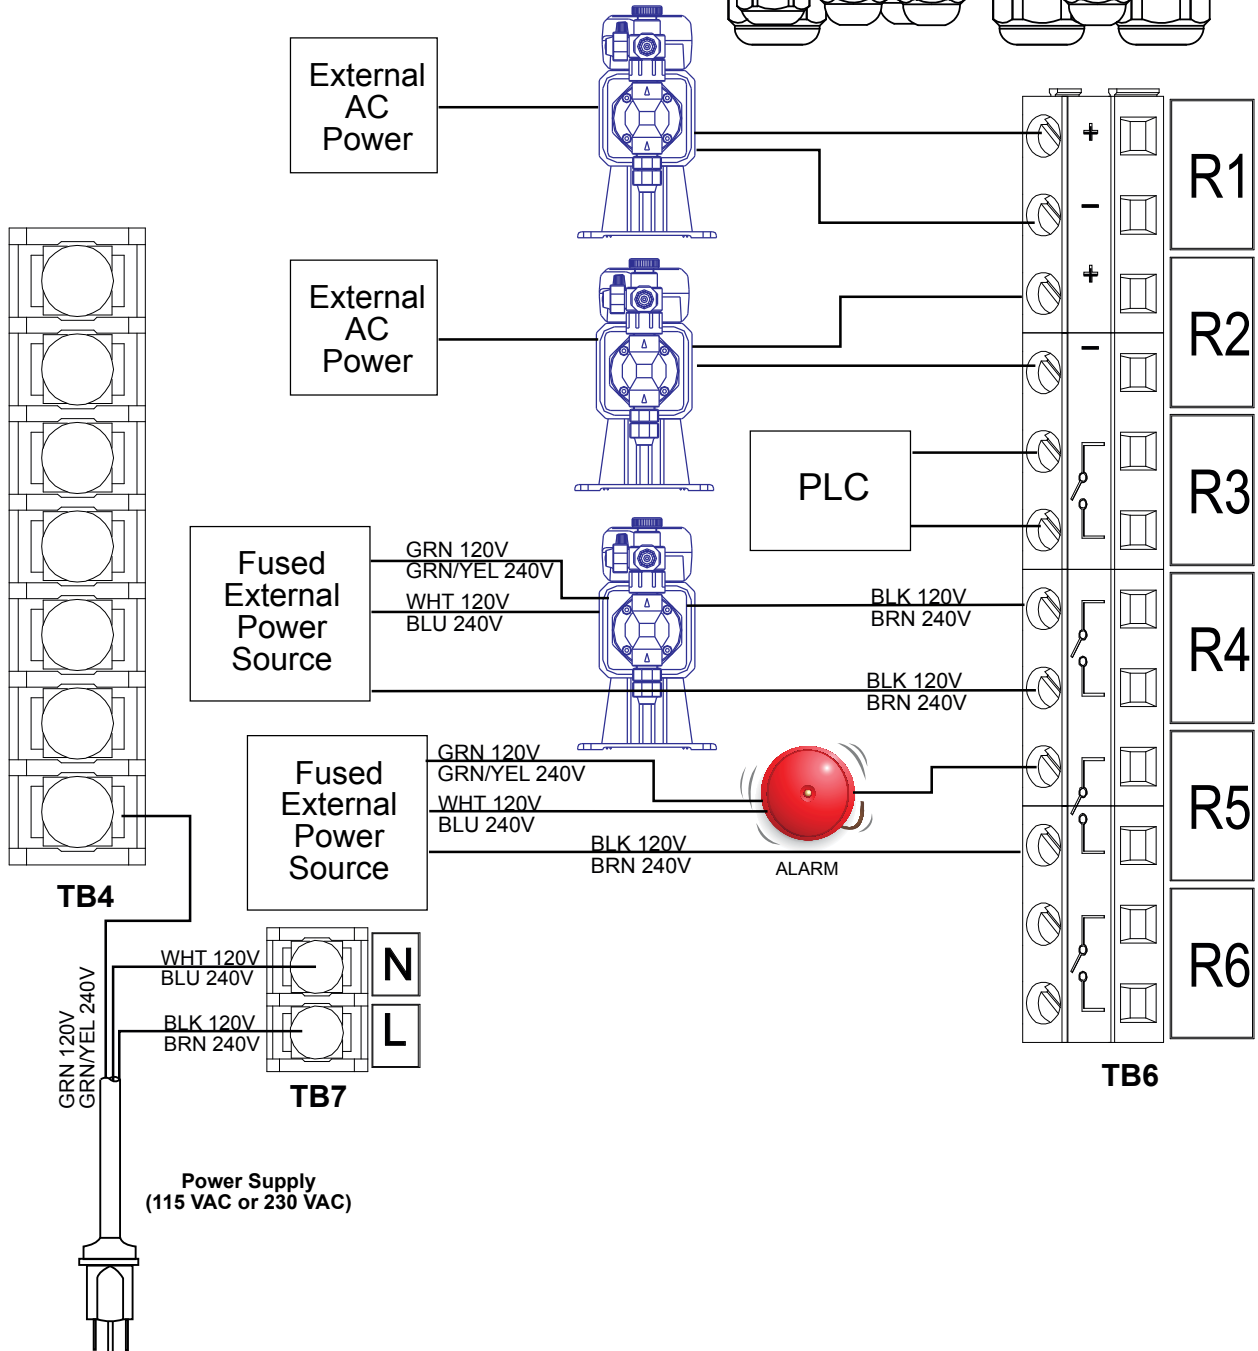 External
AC
Power
+
R1
−
External
AC
Power
+
R2
−
PLC
R3
Fused
External
Power
Source
GRN 120V
GRN/YEL 240V
WHT 120V
BLU 240V
BLK 120V
BRN 240V
R4
BLK 120V
BRN 240V
Fused
External
Power
Source
GRN 120V
GRN/YEL 240V
WHT 120V
BLU 240V
BLK 120V
BRN 240V
ALARM
R5
TB4
R6
WHT 120V
BLU 240V
N
BLK 120V
BRN 240V
L
GRN 120V
GRN/YEL 240V
TB7
TB6
Power Supply
(115 VAC or 230 VAC)